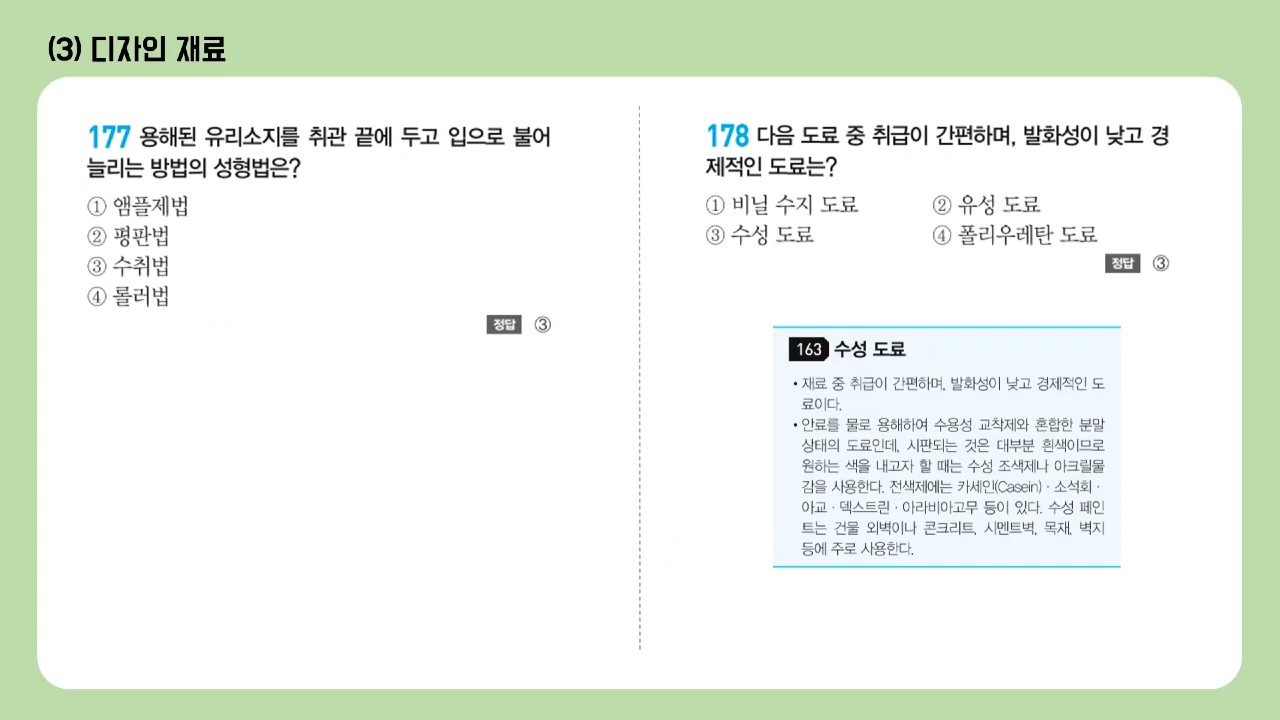 (3) 디자인 재료
177 용해된 유리소지를 취관 끝에 두고 입으로 불어
늘리는 방법의 성형법은?
① 앰플제법
② 평판법
③ 수취법
④ 롤러법
정답 ③
178 다음 도료 중 취급이 간편하며, 발화성이 낮고 경
제적인 도료는?
① 비닐 수지 도료 ② 유성 도료
③ 수성 도료 ④ 폴리우레탄 도료
정답 ③
163 수성 도료
• 재료 중 취급이 간편하며, 발화성이 낮고 경제적인 도
료이다.
• 안료를 물로 용해하여 수용성 교착제와 혼합한 분말
상태의 도료인데, 시판되는 것은 대부분 흰색이므로
원하는 색을 내고자 할 때는 수성 조색제나 아크릴물
감을 사용한다. 전색제에는 카세인(Casein) · 소석회 ·
아교 · 덱스트린 · 아라비아고무 등이 있다. 수성 페인
트는 건물 외벽이나 콘크리트, 시멘트벽, 목재, 벽지
등에 주로 사용한다.